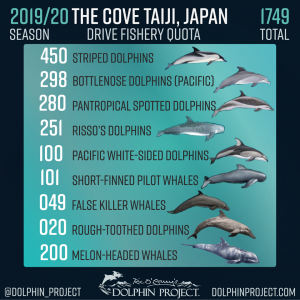 2019/20 THE COVE TAIJI, JAPAN 1749
SEASON DRIVE FISHERY QUOTA TOTAL
450 STRIPED DOLPHINS
298 BOTTLENOSE DOLPHINS (PACIFIC)
280 PANTROPICAL SPOTTED DOLPHINS
251 RISSO'S DOLPHINS
100 PACIFIC WHITE-SIDED DOLPHINS
101 SHORT-FINNED PILOT WHALES
049 FALSE KILLER WHALES
020 ROUGH-TOOTHED DOLPHINS
200 MELON-HEADED WHALES
Ric O'Barry's
@DOLPHIN_PROJECT DOLPHIN PROJECT DOLPHINPROJECT.COM